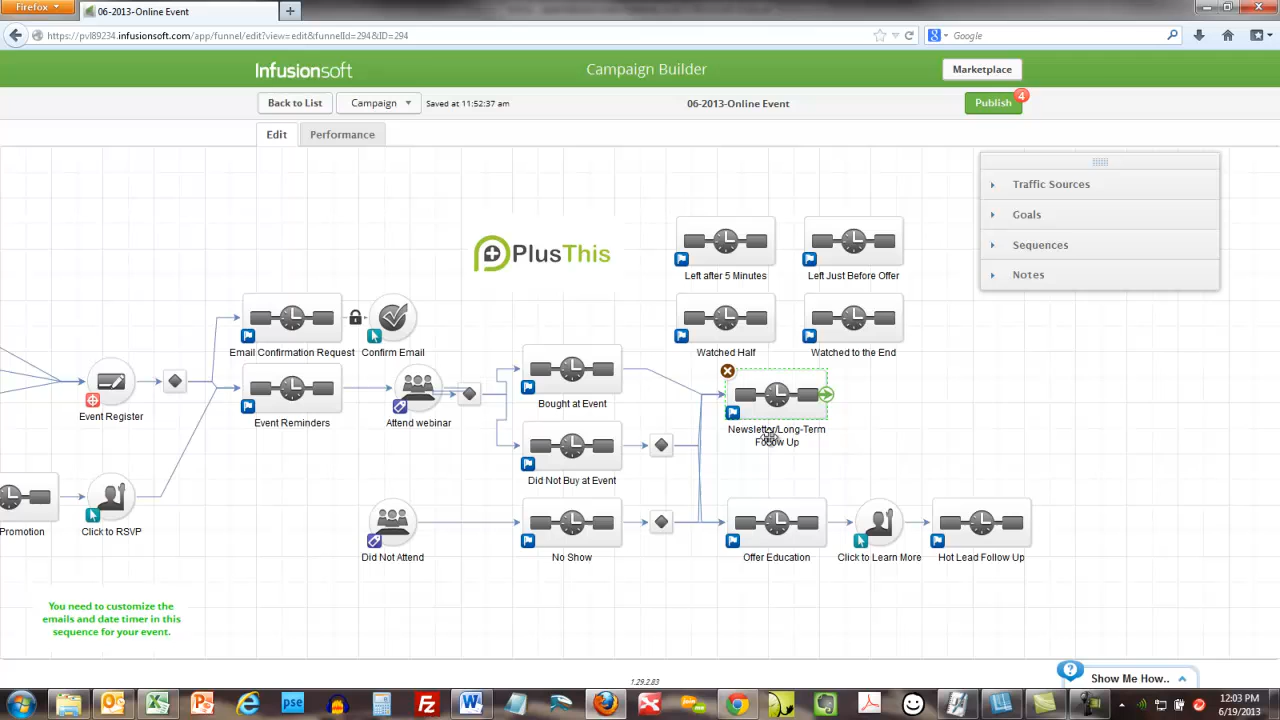 Firefox
06-2013-Online Event
https://pvl89234.infusionsoft.com/app/funnel/edit?view=edit&funnelId=294&ID=294
Google
Infusionsoft
Campaign Builder
Marketplace
Back to List
Campaign
Saved at 11:52:37 am
06-2013-Online Event
Publish
4
Edit
Performance
Traffic Sources
Goals
Sequences
Notes
PlusThis
Left after 5 Minutes
Left Just Before Offer
Email Confirmation Request
Confirm Email
Watched Half
Watched to the End
Event Register
Event Reminders
Attend webinar
Bought at Event
Newsletter/Long-Term
Follow Up
Did Not Buy at Event
Promotion
Click to RSVP
Did Not Attend
No Show
Offer Education
Click to Learn More
Hot Lead Follow Up
You need to customize the
emails and date timer in this
sequence for your event.
1.29.2.83
Show Me How..
pse
12:03 PM
6/19/2013